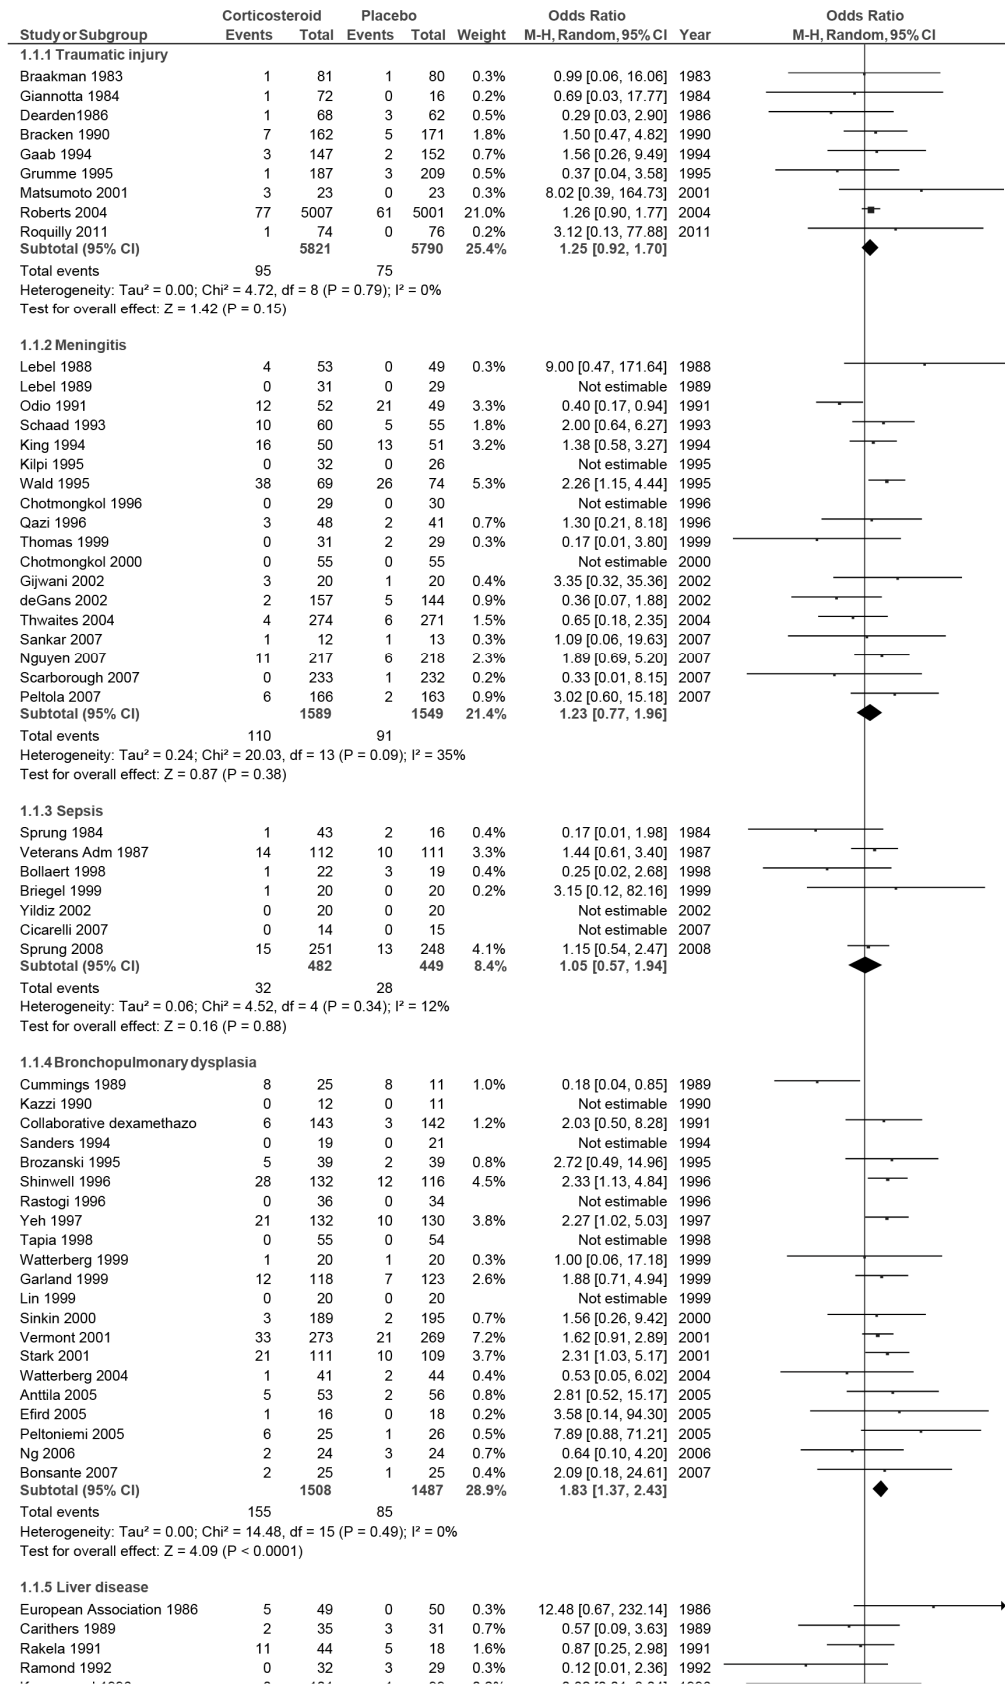 Corticosteroid Placebo Odds Ratio Odds Ratio
Study or Subgroup Events Total Events Total Weight M-H, Random, 95% CI Year M-H, Random, 95% CI
1.1.1 Traumatic injury
Braakman 1983 1 81 1 80 0.3% 0.99 [0.06, 16.06] 1983
Giannotta 1984 1 72 0 16 0.2% 0.69 [0.03, 17.77] 1984
Dearden1986 1 68 3 62 0.5% 0.29 [0.03, 2.90] 1986
Bracken 1990 7 162 5 171 1.8% 1.50 [0.47, 4.82] 1990
Gaab 1994 3 147 2 152 0.7% 1.56 [0.26, 9.49] 1994
Grumme 1995 1 187 3 209 0.5% 0.37 [0.04, 3.58] 1995
Matsumoto 2001 3 23 0 23 0.3% 8.02 [0.39, 164.73] 2001
Roberts 2004 77 5007 61 5001 21.0% 1.26 [0.90, 1.77] 2004
Roquilly 2011 1 74 0 76 0.2% 3.12 [0.13, 77.88] 2011
Subtotal (95% CI) 5821 5790 25.4% 1.25 [0.92, 1.70]
Total events 95 75
Heterogeneity: Tau² = 0.00; Chi² = 4.72, df = 8 (P = 0.79); I² = 0%
Test for overall effect: Z = 1.42 (P = 0.15)
1.1.2 Meningitis
Lebel 1988 4 53 0 49 0.3% 9.00 [0.47, 171.64] 1988
Lebel 1989 0 31 0 29 Not estimable 1989
Odio 1991 12 52 21 49 3.3% 0.40 [0.17, 0.94] 1991
Schaad 1993 10 60 5 55 1.8% 2.00 [0.64, 6.27] 1993
King 1994 16 50 13 51 3.2% 1.38 [0.58, 3.27] 1994
Kilpi 1995 0 32 0 26 Not estimable 1995
Wald 1995 38 69 26 74 5.3% 2.26 [1.15, 4.44] 1995
Chotmongkol 1996 0 29 0 30 Not estimable 1996
Qazi 1996 3 48 2 41 0.7% 1.30 [0.21, 8.18] 1996
Thomas 1999 0 31 2 29 0.3% 0.17 [0.01, 3.80] 1999
Chotmongkol 2000 0 55 0 55 Not estimable 2000
Gijwani 2002 3 20 1 20 0.4% 3.35 [0.32, 35.36] 2002
deGans 2002 2 157 5 144 0.9% 0.36 [0.07, 1.88] 2002
Thwaites 2004 4 274 6 271 1.5% 0.65 [0.18, 2.35] 2004
Sankar 2007 1 12 1 13 0.3% 1.09 [0.06, 19.63] 2007
Nguyen 2007 11 217 6 218 2.3% 1.89 [0.69, 5.20] 2007
Scarborough 2007 0 233 1 232 0.2% 0.33 [0.01, 8.15] 2007
Peltola 2007 6 166 2 163 0.9% 3.02 [0.60, 15.18] 2007
Subtotal (95% CI) 1589 1549 21.4% 1.23 [0.77, 1.96]
Total events 110 91
Heterogeneity: Tau² = 0.24; Chi² = 20.03, df = 13 (P = 0.09); I² = 35%
Test for overall effect: Z = 0.87 (P = 0.38)
1.1.3 Sepsis
Sprung 1984 1 43 2 16 0.4% 0.17 [0.01, 1.98] 1984
Veterans Adm 1987 14 112 10 111 3.3% 1.44 [0.61, 3.40] 1987
Bollaert 1998 1 22 3 19 0.4% 0.25 [0.02, 2.68] 1998
Briegel 1999 1 20 0 20 0.2% 3.15 [0.12, 82.16] 1999
Yildiz 2002 0 20 0 20 Not estimable 2002
Cicarelli 2007 0 14 0 15 Not estimable 2007
Sprung 2008 15 251 13 248 4.1% 1.15 [0.54, 2.47] 2008
Subtotal (95% CI) 482 449 8.4% 1.05 [0.57, 1.94]
Total events 32 28
Heterogeneity: Tau² = 0.06; Chi² = 4.52, df = 4 (P = 0.34); I² = 12%
Test for overall effect: Z = 0.16 (P = 0.88)
1.1.4 Bronchopulmonary dysplasia
Cummings 1989 8 25 8 11 1.0% 0.18 [0.04, 0.85] 1989
Kazzi 1990 0 12 0 11 Not estimable 1990
Collaborative dexamethazo 6 143 3 142 1.2% 2.03 [0.50, 8.28] 1991
Sanders 1994 0 19 0 21 Not estimable 1994
Brozanski 1995 5 39 2 39 0.8% 2.72 [0.49, 14.96] 1995
Shinwell 1996 28 132 12 116 4.5% 2.33 [1.13, 4.84] 1996
Rastogi 1996 0 36 0 34 Not estimable 1996
Yeh 1997 21 132 10 130 3.8% 2.27 [1.02, 5.03] 1997
Tapia 1998 0 55 0 54 Not estimable 1998
Watterberg 1999 1 20 1 20 0.3% 1.00 [0.06, 17.18] 1999
Garland 1999 12 118 7 123 2.6% 1.88 [0.71, 4.94] 1999
Lin 1999 0 20 0 20 Not estimable 1999
Sinkin 2000 3 189 2 195 0.7% 1.56 [0.26, 9.42] 2000
Vermont 2001 33 273 21 269 7.2% 1.62 [0.91, 2.89] 2001
Stark 2001 21 111 10 109 3.7% 2.31 [1.03, 5.17] 2001
Watterberg 2004 1 41 2 44 0.4% 0.53 [0.05, 6.02] 2004
Anttila 2005 5 53 2 56 0.8% 2.81 [0.52, 15.17] 2005
Efird 2005 1 16 0 18 0.2% 3.58 [0.14, 94.30] 2005
Peltoniemi 2005 6 25 1 26 0.5% 7.89 [0.88, 71.21] 2005
Ng 2006 2 24 3 24 0.7% 0.64 [0.10, 4.20] 2006
Bonsante 2007 2 25 1 25 0.4% 2.09 [0.18, 24.61] 2007
Subtotal (95% CI) 1508 1487 28.9% 1.83 [1.37, 2.43]
Total events 155 85
Heterogeneity: Tau² = 0.00; Chi² = 14.48, df = 15 (P = 0.49); I² = 0%
Test for overall effect: Z = 4.09 (P < 0.0001)
1.1.5 Liver disease
European Association 1986 5 49 0 50 0.3% 12.48 [0.67, 232.14] 1986
Carithers 1989 2 35 3 31 0.8% 0.57 [0.09, 3.63] 1989
Rakela 1991 11 44 5 18 1.6% 0.87 [0.25, 2.98] 1991
Ramond 1992 0 32 3 29 0.3% 0.12 [0.01, 2.36] 1992